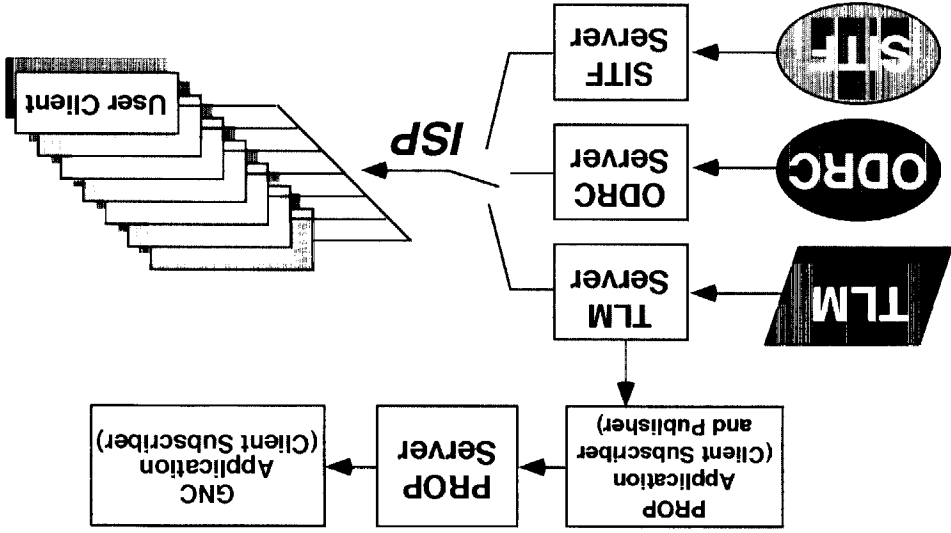 PROP
Application
(Client Subscriber
and Publisher)
PROP
Server
GNC
Application
(Client Subscriber)
TLM
TLM
Server
ODRC
ODRC
Server
ISP
SITF
SITF
Server
User Client